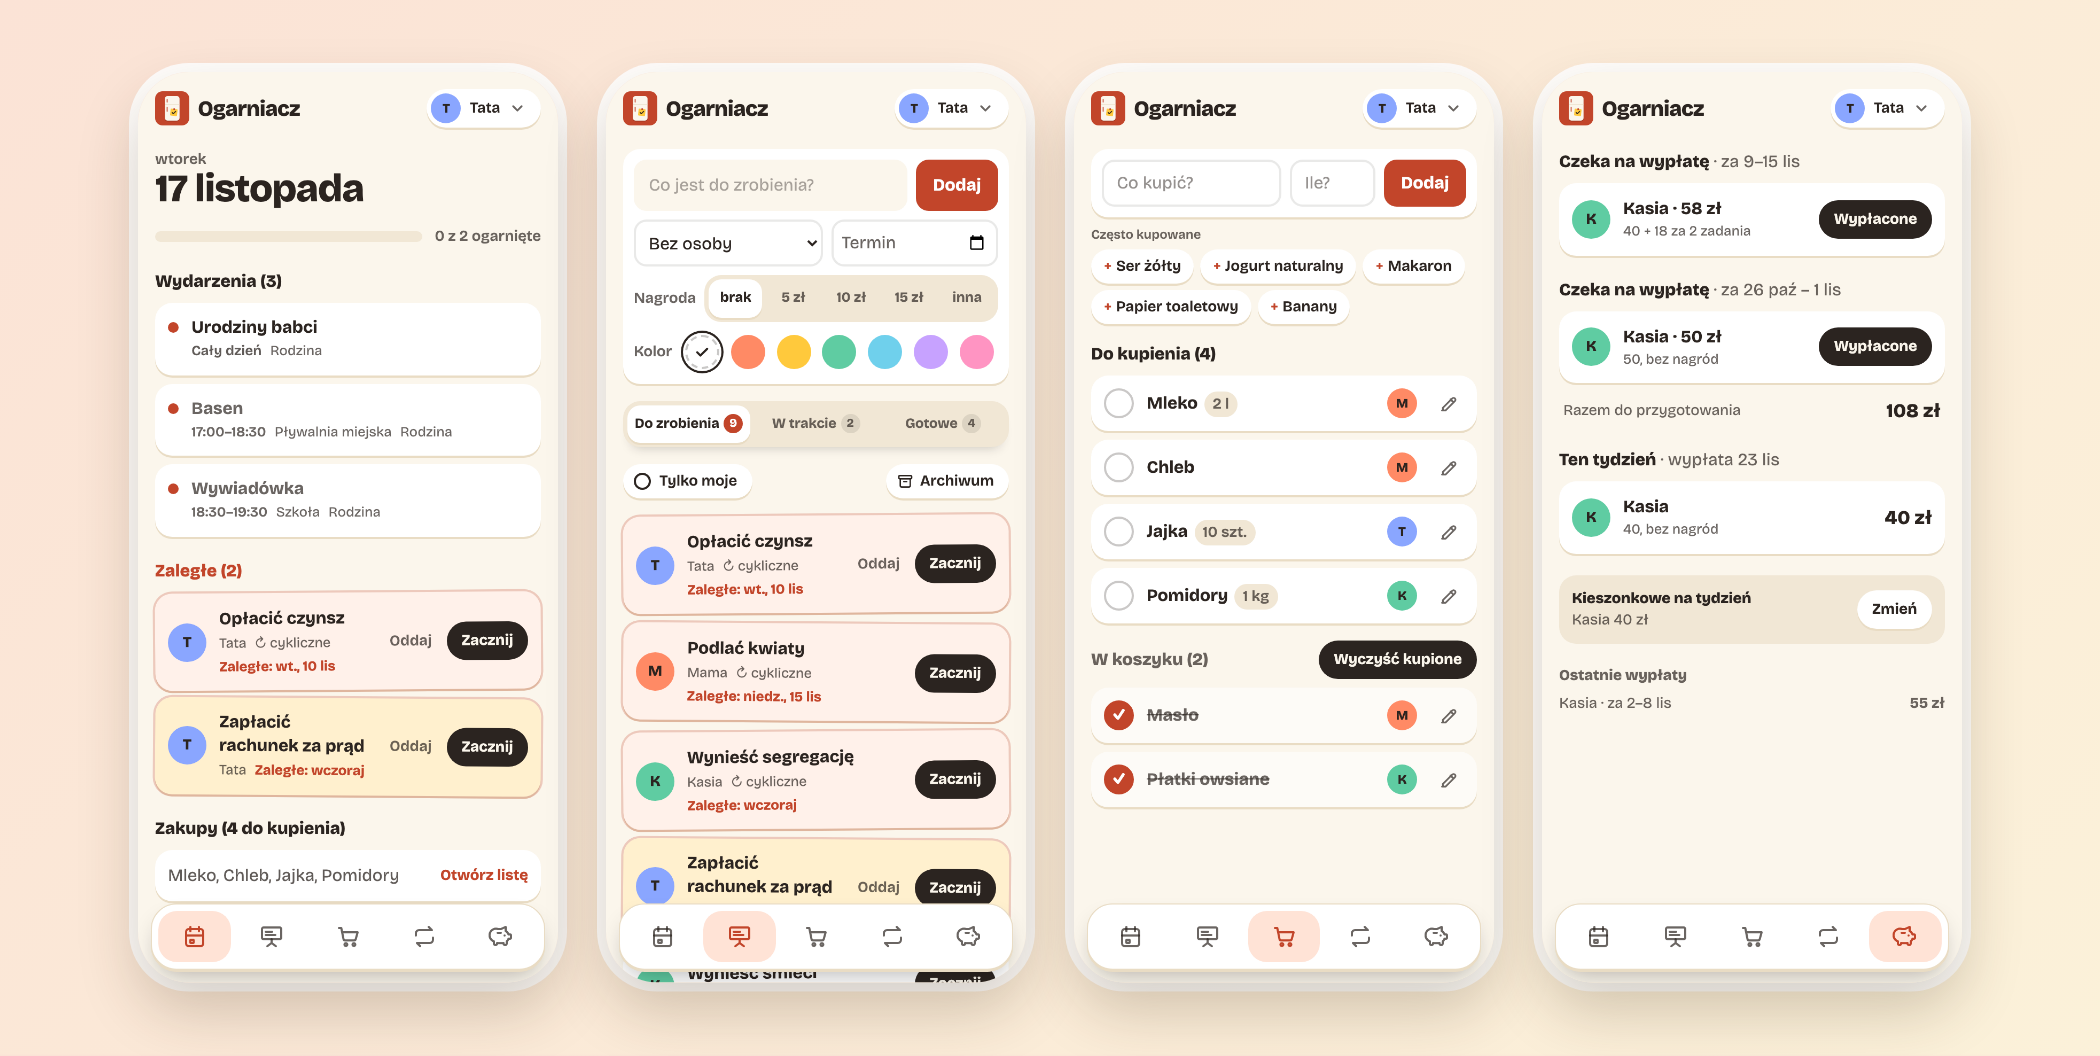 Ogarniacz
T Tata
wtorek
17 listopada
0 z 2 ogarnięte
Wydarzenia (3)
Urodziny babci
Cały dzień Rodzina
Basen
17:00–18:30 Pływalnia miejska Rodzina
Wywiadówka
18:30–19:30 Szkoła Rodzina
Zaległe (2)
T
Opłacić czynsz
Tata cykliczne
Zaległe: wt., 10 lis
Oddaj
Zacznij
T
Zapłacić
rachunek za prąd
Tata Zaległe: wczoraj
Oddaj
Zacznij
Zakupy (4 do kupienia)
Mleko, Chleb, Jajka, Pomidory
Otwórz listę
Ogarniacz
T Tata
Co jest do zrobienia?
Dodaj
Bez osoby
Termin
Nagroda brak 5 zł 10 zł 15 zł inna
Kolor
Do zrobienia 9 W trakcie 2 Gotowe 4
Tylko moje
Archiwum
T
Opłacić czynsz
Tata cykliczne
Zaległe: wt., 10 lis
Oddaj
Zacznij
M
Podlać kwiaty
Mama cykliczne
Zaległe: niedz., 15 lis
Zacznij
K
Wynieść segregację
Kasia cykliczne
Zaległe: wczoraj
Zacznij
T
Zapłacić
rachunek za prąd
Oddaj
Zacznij
K
Wynieść śmieci
Zacznij
Ogarniacz
T Tata
Co kupić?
Ile?
Dodaj
Często kupowane
+ Ser żółty + Jogurt naturalny + Makaron
+ Papier toaletowy + Banany
Do kupienia (4)
Mleko 2 l M
Chleb M
Jajka 10 szt. T
Pomidory 1 kg K
W koszyku (2)
Wyczyść kupione
Masło M
Płatki owsiane K
Ogarniacz
T Tata
Czeka na wypłatę · za 9–15 lis
K
Kasia · 58 zł
40 + 18 za 2 zadania
Wypłacone
Czeka na wypłatę · za 26 paź – 1 lis
K
Kasia · 50 zł
50, bez nagród
Wypłacone
Razem do przygotowania 108 zł
Ten tydzień · wypłata 23 lis
K
Kasia
40, bez nagród
40 zł
Kieszonkowe na tydzień
Kasia 40 zł
Zmień
Ostatnie wypłaty
Kasia · za 2–8 lis 55 zł